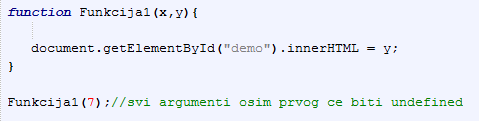 function Funkcija1(x,y){
document.getElementById("demo").innerHTML = y;
}
Funkcija1(7);//svi argumenti osim prvog ce biti undefined